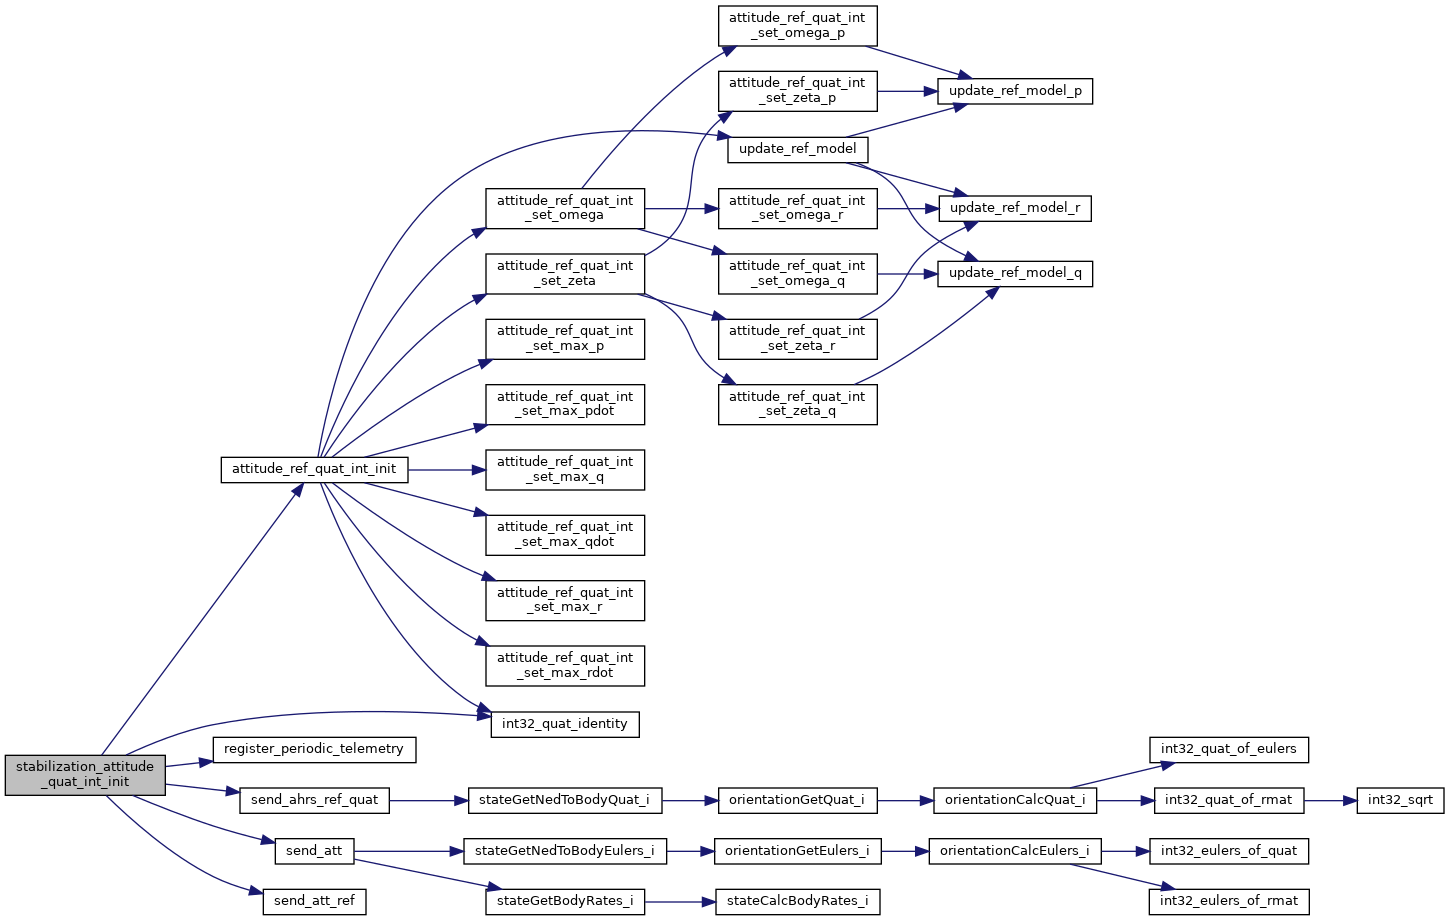 attitude_ref_quat_int
_set_omega_p
attitude_ref_quat_int
_set_zeta_p
update_ref_model_p
update_ref_model
attitude_ref_quat_int
_set_omega
attitude_ref_quat_int
_set_omega_r
update_ref_model_r
attitude_ref_quat_int
_set_zeta
attitude_ref_quat_int
_set_omega_q
update_ref_model_q
attitude_ref_quat_int
_set_max_p
attitude_ref_quat_int
_set_zeta_r
attitude_ref_quat_int
_set_max_pdot
attitude_ref_quat_int
_set_zeta_q
attitude_ref_quat_int_init
attitude_ref_quat_int
_set_max_q
attitude_ref_quat_int
_set_max_qdot
attitude_ref_quat_int
_set_max_r
attitude_ref_quat_int
_set_max_rdot
int32_quat_identity
register_periodic_telemetry
int32_quat_of_eulers
stabilization_attitude
_quat_int_init
send_ahrs_ref_quat
stateGetNedToBodyQuat_i
orientationGetQuat_i
orientationCalcQuat_i
int32_quat_of_rmat
int32_sqrt
send_att
stateGetNedToBodyEulers_i
orientationGetEulers_i
orientationCalcEulers_i
int32_eulers_of_quat
send_att_ref
stateGetBodyRates_i
stateCalcBodyRates_i
int32_eulers_of_rmat